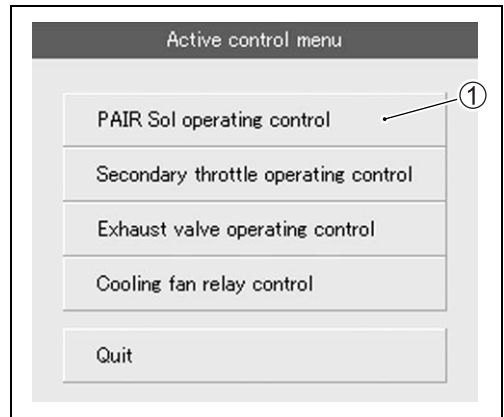 Active control menu
PAIR Sol operating control
①
Secondary throttle operating control
Exhaust valve operating control
Cooling fan relay control
Quit